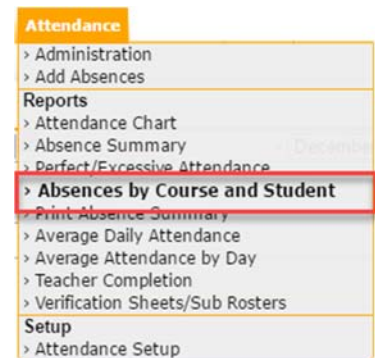 Attendance
› Administration
› Add Absences
Reports
› Attendance Chart
› Absence Summary
December
› Perfect/Excessive Attendance
› Absences by Course and Student
› Print Absence Summary
› Average Daily Attendance
› Average Attendance by Day
› Teacher Completion
› Verification Sheets/Sub Rosters
Setup
› Attendance Setup